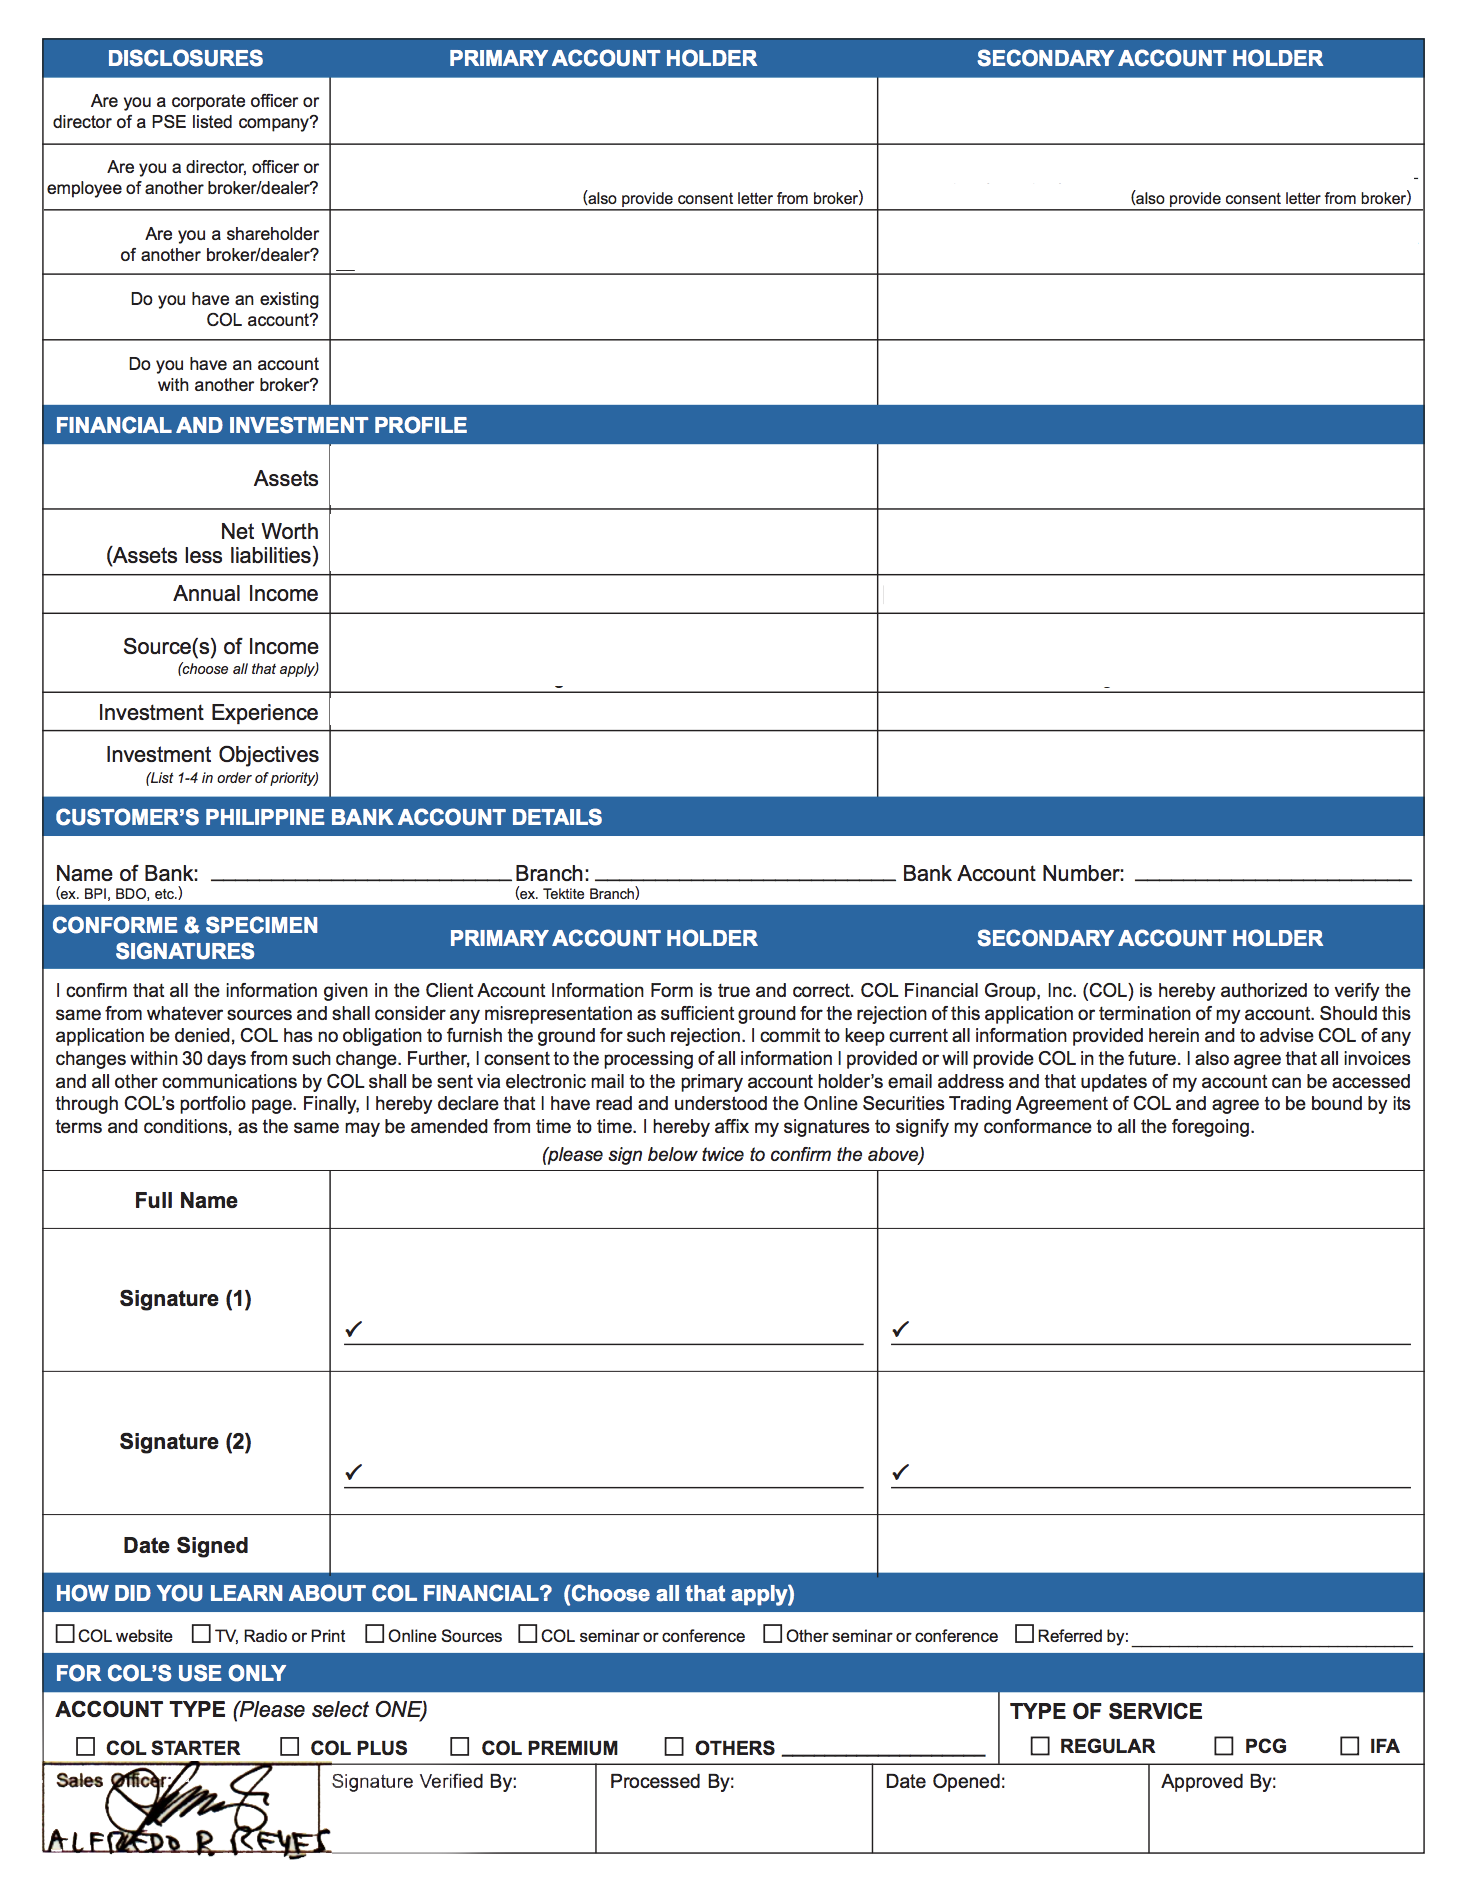 DISCLOSURES PRIMARY ACCOUNT HOLDER SECONDARY ACCOUNT HOLDER
Are you a corporate officer or
director of a PSE listed company?
Are you a director, officer or
employee of another broker/dealer?
(also provide consent letter from broker) (also provide consent letter from broker)
Are you a shareholder
of another broker/dealer?
Do you have an existing
COL account?
Do you have an account
with another broker?
FINANCIAL AND INVESTMENT PROFILE
Assets
Net Worth
(Assets less liabilities)
Annual Income
Source(s) of Income
(choose all that apply)
Investment Experience
Investment Objectives
(List 1-4 in order of priority)
CUSTOMER'S PHILIPPINE BANK ACCOUNT DETAILS
Name of Bank: Branch: Bank Account Number:
(ex. BPI, BDO, etc.) (ex. Tektite Branch)
CONFORME & SPECIMEN
SIGNATURES
PRIMARY ACCOUNT HOLDER SECONDARY ACCOUNT HOLDER
I confirm that all the information given in the Client Account Information Form is true and correct. COL Financial Group, Inc. (COL) is hereby authorized to verify the
same from whatever sources and shall consider any misrepresentation as sufficient ground for the rejection of this application or termination of my account. Should this
application be denied, COL has no obligation to furnish the ground for such rejection. I commit to keep current all information provided herein and to advise COL of any
changes within 30 days from such change. Further, I consent to the processing of all information I provided or will provide COL in the future. I also agree that all invoices
and all other communications by COL shall be sent via electronic mail to the primary account holder's email address and that updates of my account can be accessed
through COL's portfolio page. Finally, I hereby declare that I have read and understood the Online Securities Trading Agreement of COL and agree to be bound by its
terms and conditions, as the same may be amended from time to time. I hereby affix my signatures to signify my conformance to all the foregoing.
(please sign below twice to confirm the above)
Full Name
Signature (1)
✓ ✓
Signature (2)
✓ ✓
Date Signed
HOW DID YOU LEARN ABOUT COL FINANCIAL? (Choose all that apply)
COL website TV, Radio or Print Online Sources COL seminar or conference Other seminar or conference Referred by:
FOR COL'S USE ONLY
ACCOUNT TYPE (Please select ONE) TYPE OF SERVICE
COL STARTER COL PLUS COL PREMIUM OTHERS REGULAR PCG IFA
Sales Officer: Signature Verified By: Processed By: Date Opened: Approved By:
ALFREDO R. REYES